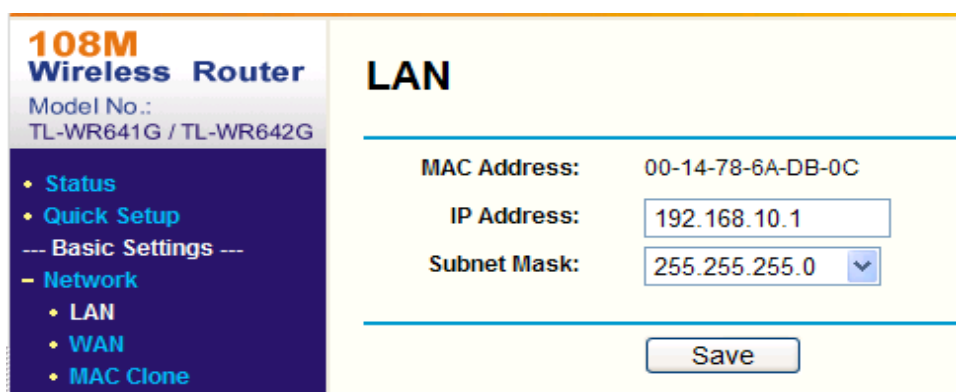 108M
Wireless Router
Model No.:
TL-WR641G / TL-WR642G
• Status
• Quick Setup
--- Basic Settings ---
– Network
• LAN
• WAN
• MAC Clone
LAN
MAC Address: 00-14-78-6A-DB-0C
IP Address: 192.168.10.1
Subnet Mask: 255.255.255.0
Save